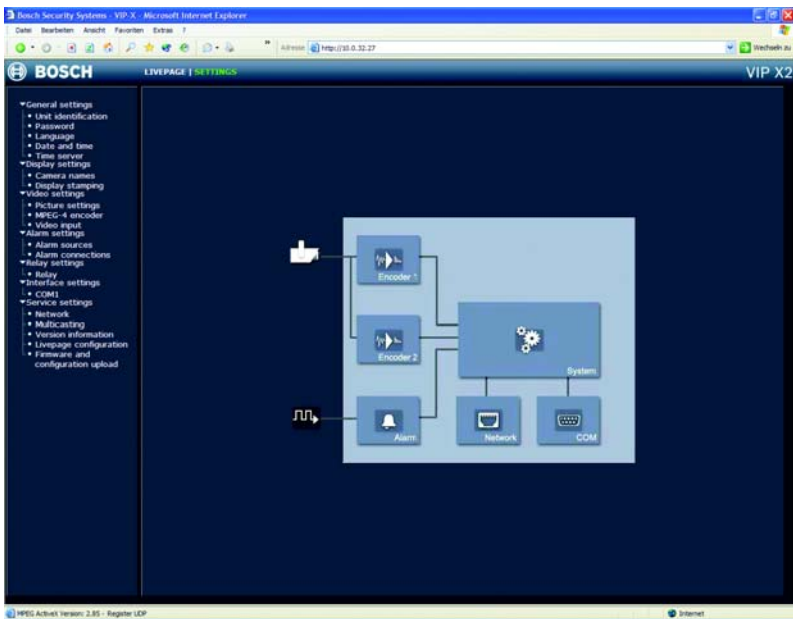 Bosch Security Systems - VIP-X - Microsoft Internet Explorer
Datei Bearbeiten Ansicht Favoriten Extras ?
Adresse http://10.0.32.27 Wechseln zu
BOSCH LIVEPAGE | SETTINGS VIP X2
General settings
Unit identification
Password
Language
Date and time
Time server
Display settings
Camera names
Display stamping
Video settings
Picture settings
MPEG-4 encoder
Video input
Alarm settings
Alarm sources
Alarm connections
Relay settings
Relay
Interface settings
COM1
Service settings
Network
Multicasting
Version information
Livepage configuration
Firmware and
configuration upload
Encoder 1
Encoder 2
System
Alarm
Network
COM
MPEG ActiveX Version: 2.85 - Register UDP
Internet